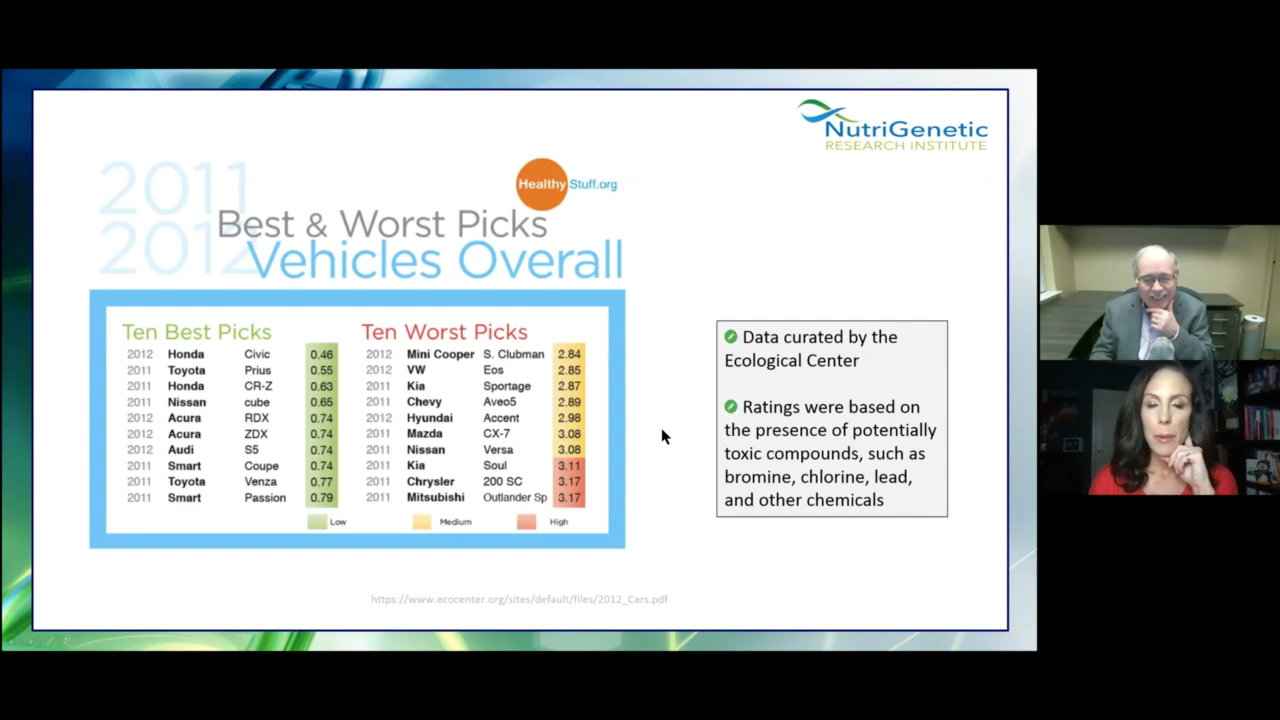 NutriGenetic
RESEARCH INSTITUTE
2011
2012
HealthyStuff.org
Best & Worst Picks
Vehicles Overall
Ten Best Picks
2012 Honda Civic 0.46
2011 Toyota Prius 0.55
2011 Honda CR-Z 0.63
2011 Nissan cube 0.65
2012 Acura RDX 0.74
2012 Acura ZDX 0.74
2012 Audi S5 0.74
2011 Smart Coupe 0.74
2011 Toyota Venza 0.77
2011 Smart Passion 0.79
Ten Worst Picks
2012 Mini Cooper S. Clubman 2.84
2012 VW Eos 2.85
2011 Kia Sportage 2.87
2011 Chevy Aveo5 2.89
2012 Hyundai Accent 2.98
2011 Mazda CX-7 3.08
2011 Nissan Versa 3.08
2011 Kia Soul 3.11
2011 Chrysler 200 SC 3.17
2011 Mitsubishi Outlander Sp 3.17
Low Medium High
Data curated by the
Ecological Center
Ratings were based on
the presence of potentially
toxic compounds, such as
bromine, chlorine, lead,
and other chemicals
https://www.ecocenter.org/sites/default/files/2012_Cars.pdf